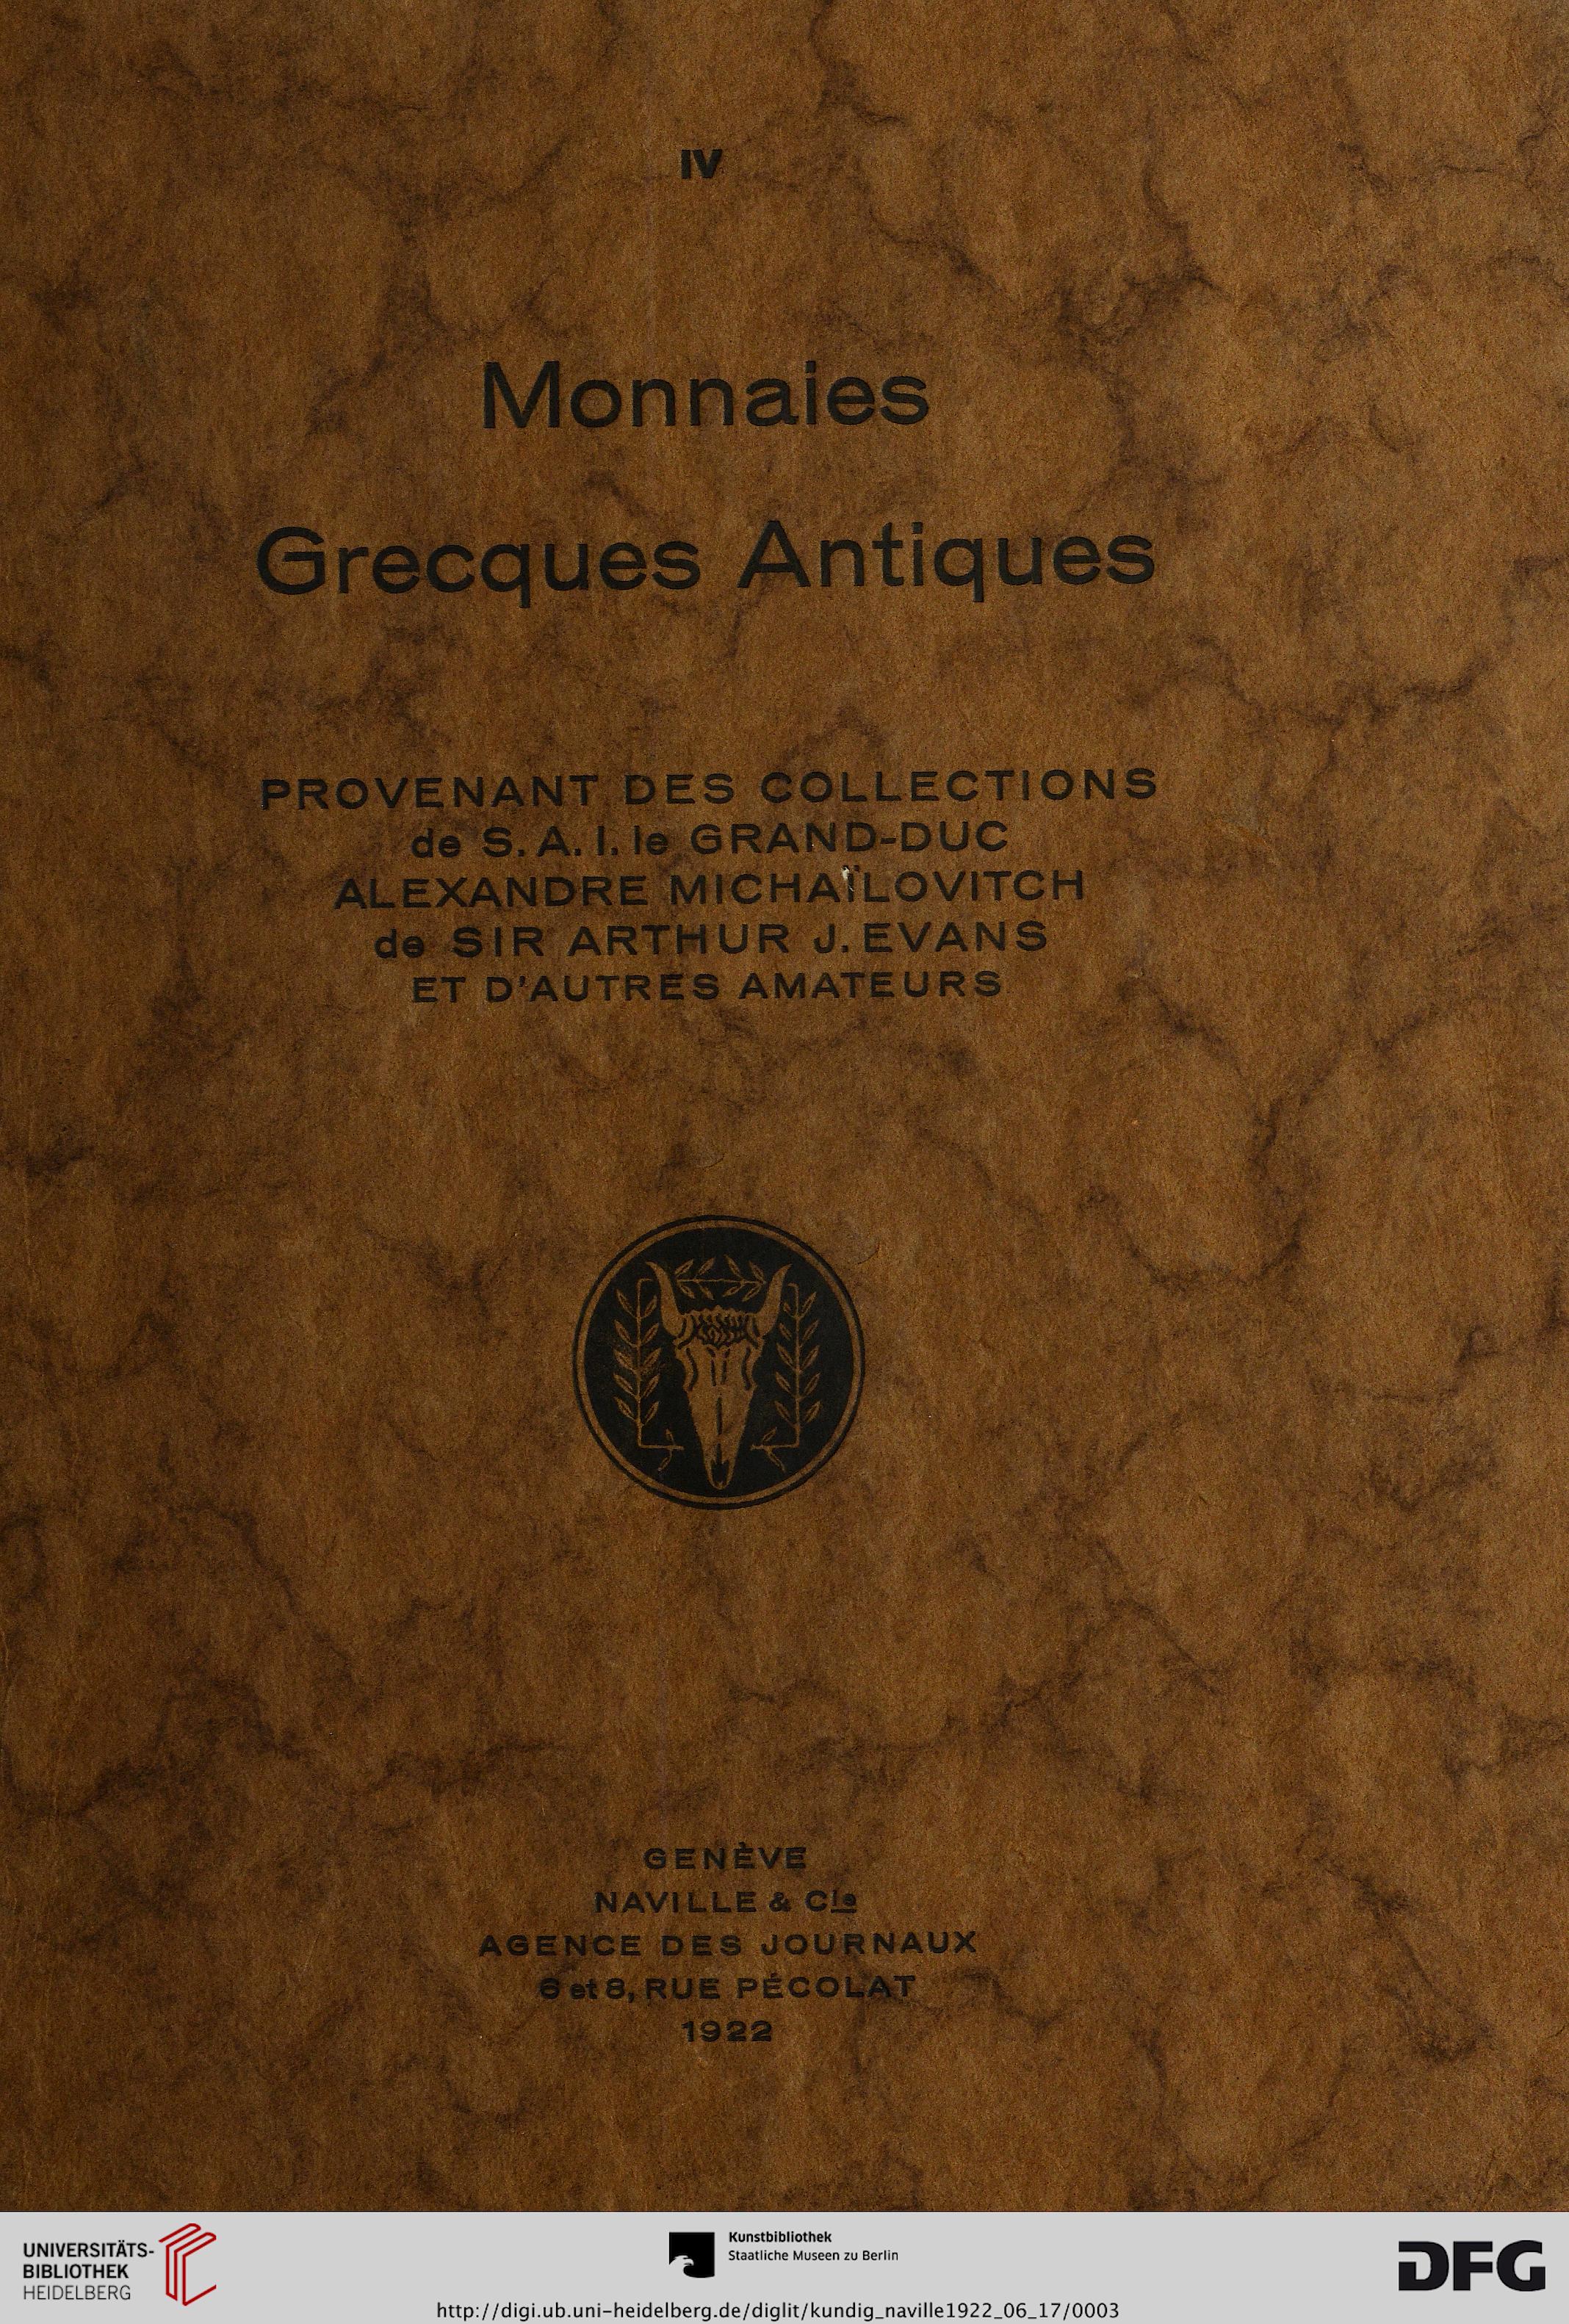 IV
Monnaies
Grecques Antiques
PROVENANT DES COLLECTIONS
de S. A. I. le GRAND-DUC
ALEXANDRE MICHAÏLOVITCH
de SIR ARTHUR J. EVANS
ET D'AUTRES AMATEURS
GENÈVE
NAVILLE & Cie
AGENCE DES JOURNAUX
6 et 8, RUE PÉCOLAT
1922
UNIVERSITÄTS-
BIBLIOTHEK
HEIDELBERG
Kunstbibliothek
Staatliche Museen zu Berlin
DFG
http://digi.ub.uni-heidelberg.de/diglit/kundig_naville1922_06_17/0003